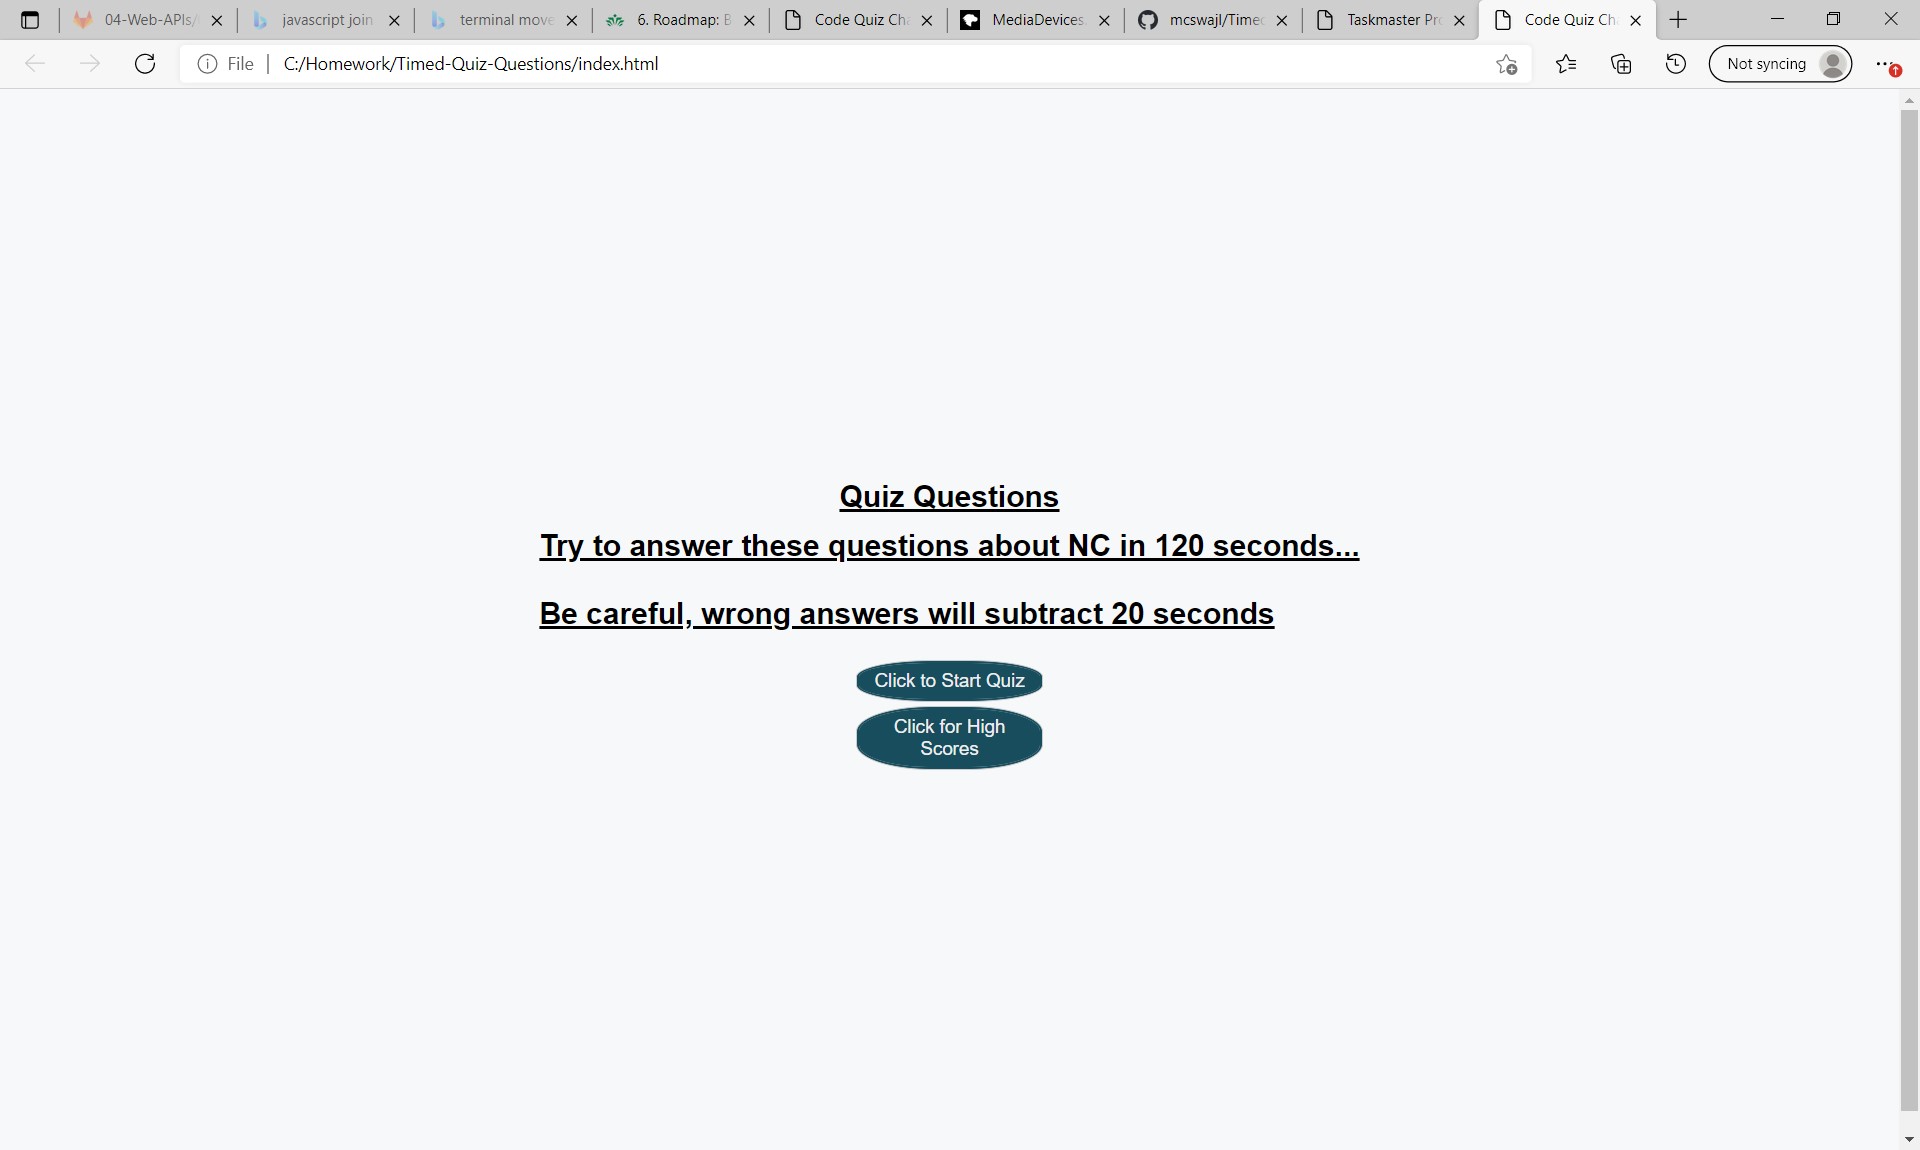 04-Web-APIs/
javascript join
terminal move
6. Roadmap: B
Code Quiz Ch
MediaDevices
mcswajl/Timed
Taskmaster Pro
Code Quiz Ch
File
C:/Homework/Timed-Quiz-Questions/index.html
Not syncing
Quiz Questions
Try to answer these questions about NC in 120 seconds...
Be careful, wrong answers will subtract 20 seconds
Click to Start Quiz
Click for High
Scores